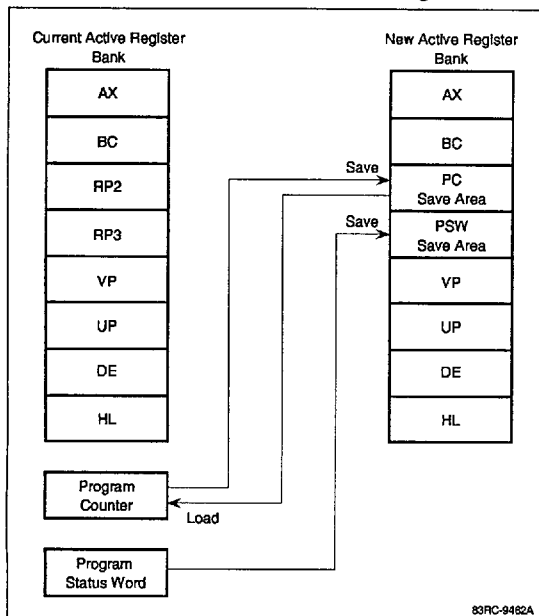 Current Active Register
Bank
AX
BC
RP2
RP3
VP
UP
DE
HL
Program
Counter
Program
Status Word
Save
Save
Load
New Active Register
Bank
AX
BC
PC
Save Area
PSW
Save Area
VP
UP
DE
HL
83RC-9462A